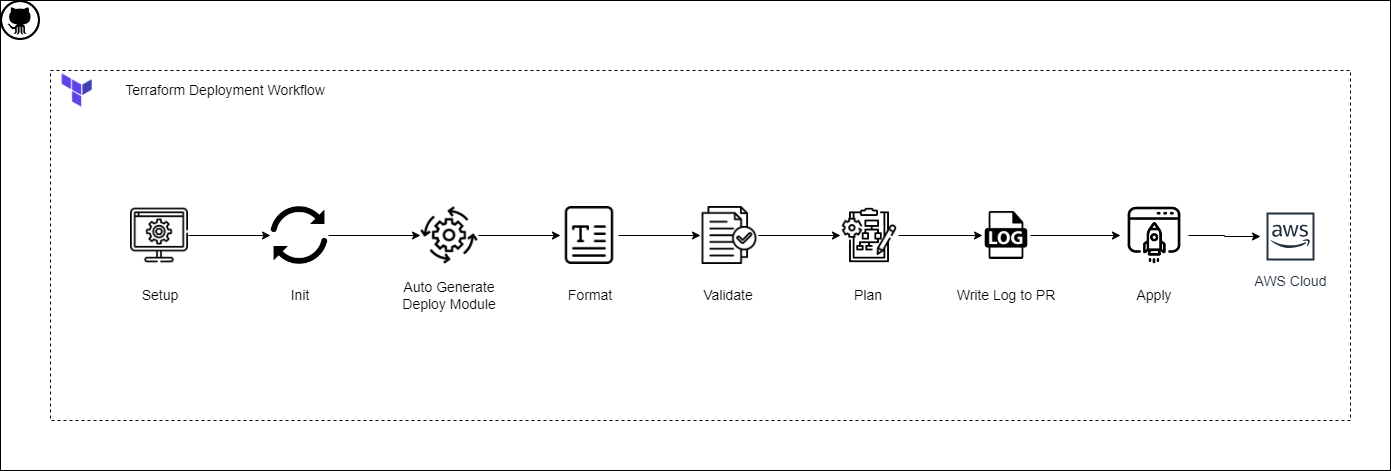 Terraform Deployment Workflow
T
LOG
aws
Setup
Init
Auto Generate
Deploy Module
Format
Validate
Plan
Write Log to PR
Apply
AWS Cloud